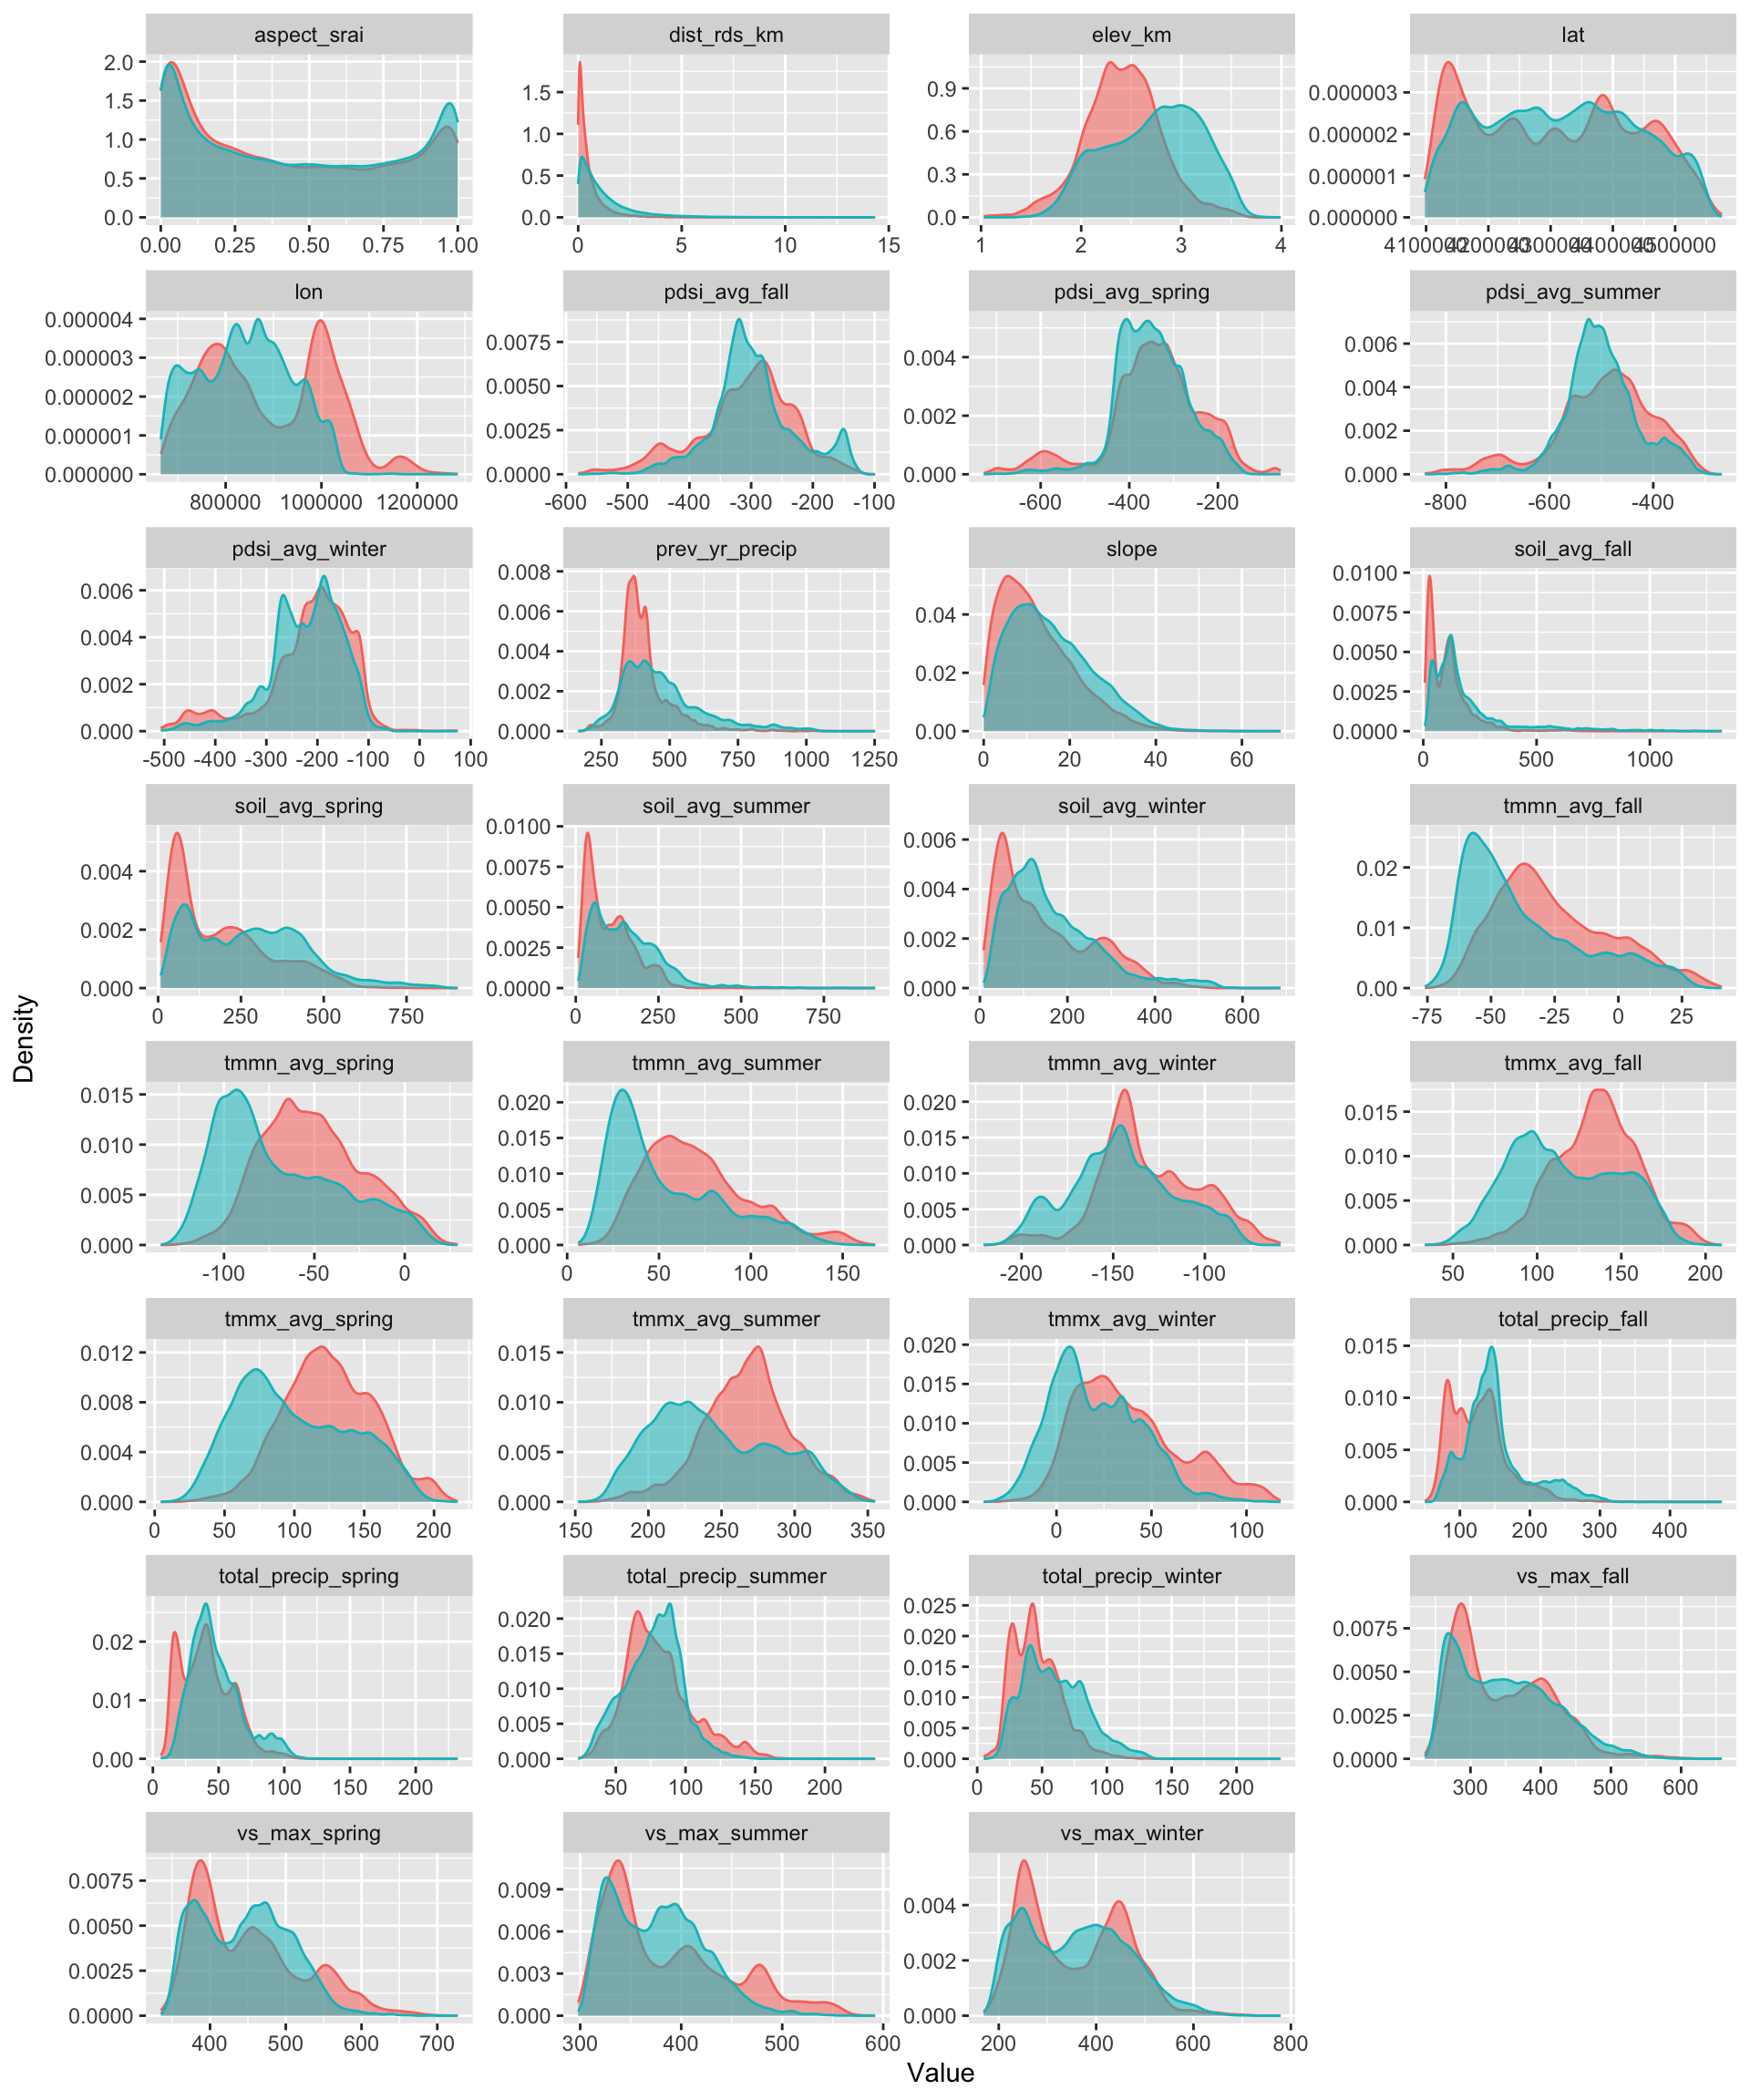 aspect_srai
dist_rds_km
elev_km
lat
2.0
1.5
1.0
0.5
0.0
0.00 0.25 0.50 0.75 1.00
1.5
1.0
0.5
0.0
0 5 10 15
0.9
0.6
0.3
0.0
1 2 3 4
0.000003
0.000002
0.000001
0.000000
4100000 4200000 4300000 4400000 4500000
lon
pdsi_avg_fall
pdsi_avg_spring
pdsi_avg_summer
0.000004
0.000003
0.000002
0.000001
0.000000
800000 1000000 1200000
0.0075
0.0050
0.0025
0.0000
-600 -500 -400 -300 -200 -100
0.004
0.002
0.000
-600 -400 -200
0.006
0.004
0.002
0.000
-800 -600 -400
pdsi_avg_winter
prev_yr_precip
slope
soil_avg_fall
0.006
0.004
0.002
0.000
-500 -400 -300 -200 -100 0 100
0.008
0.006
0.004
0.002
0.000
250 500 750 1000 1250
0.04
0.02
0.00
0 20 40 60
0.0100
0.0075
0.0050
0.0025
0.0000
0 500 1000
soil_avg_spring
soil_avg_summer
soil_avg_winter
tmmn_avg_fall
0.004
0.002
0.000
0 250 500 750
0.0100
0.0075
0.0050
0.0025
0.0000
0 250 500 750
0.006
0.004
0.002
0.000
0 200 400 600
0.02
0.01
0.00
-75 -50 -25 0 25
Density
tmmn_avg_spring
tmmn_avg_summer
tmmn_avg_winter
tmmx_avg_fall
0.015
0.010
0.005
0.000
-100 -50 0
0.020
0.015
0.010
0.005
0.000
0 50 100 150
0.020
0.015
0.010
0.005
0.000
-200 -150 -100
0.015
0.010
0.005
0.000
50 100 150 200
tmmx_avg_spring
tmmx_avg_summer
tmmx_avg_winter
total_precip_fall
0.012
0.008
0.004
0.000
0 50 100 150 200
0.015
0.010
0.005
0.000
150 200 250 300 350
0.020
0.015
0.010
0.005
0.000
0 50 100
0.015
0.010
0.005
0.000
100 200 300 400
total_precip_spring
total_precip_summer
total_precip_winter
vs_max_fall
0.02
0.01
0.00
0 50 100 150 200
0.020
0.015
0.010
0.005
0.000
50 100 150 200
0.025
0.020
0.015
0.010
0.005
0.000
0 50 100 150 200
0.0075
0.0050
0.0025
0.0000
300 400 500 600
vs_max_spring
vs_max_summer
vs_max_winter
0.0075
0.0050
0.0025
0.0000
400 500 600 700
0.009
0.006
0.003
0.000
300 400 500 600
0.004
0.002
0.000
200 400 600 800
Value